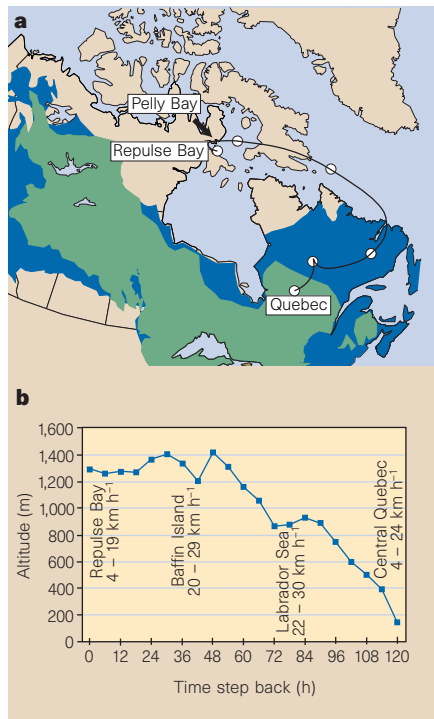 a
Pelly Bay
Repulse Bay
Quebec
b
Altitude (m)
1,600
1,400
1,200
1,000
800
600
400
200
0
Repulse Bay
4 – 19 km h⁻¹
Baffin Island
20 – 29 km h⁻¹
Labrador Sea
22 – 30 km h⁻¹
Central Quebec
4 – 24 km h⁻¹
0 12 24 36 48 60 72 84 96 108 120
Time step back (h)